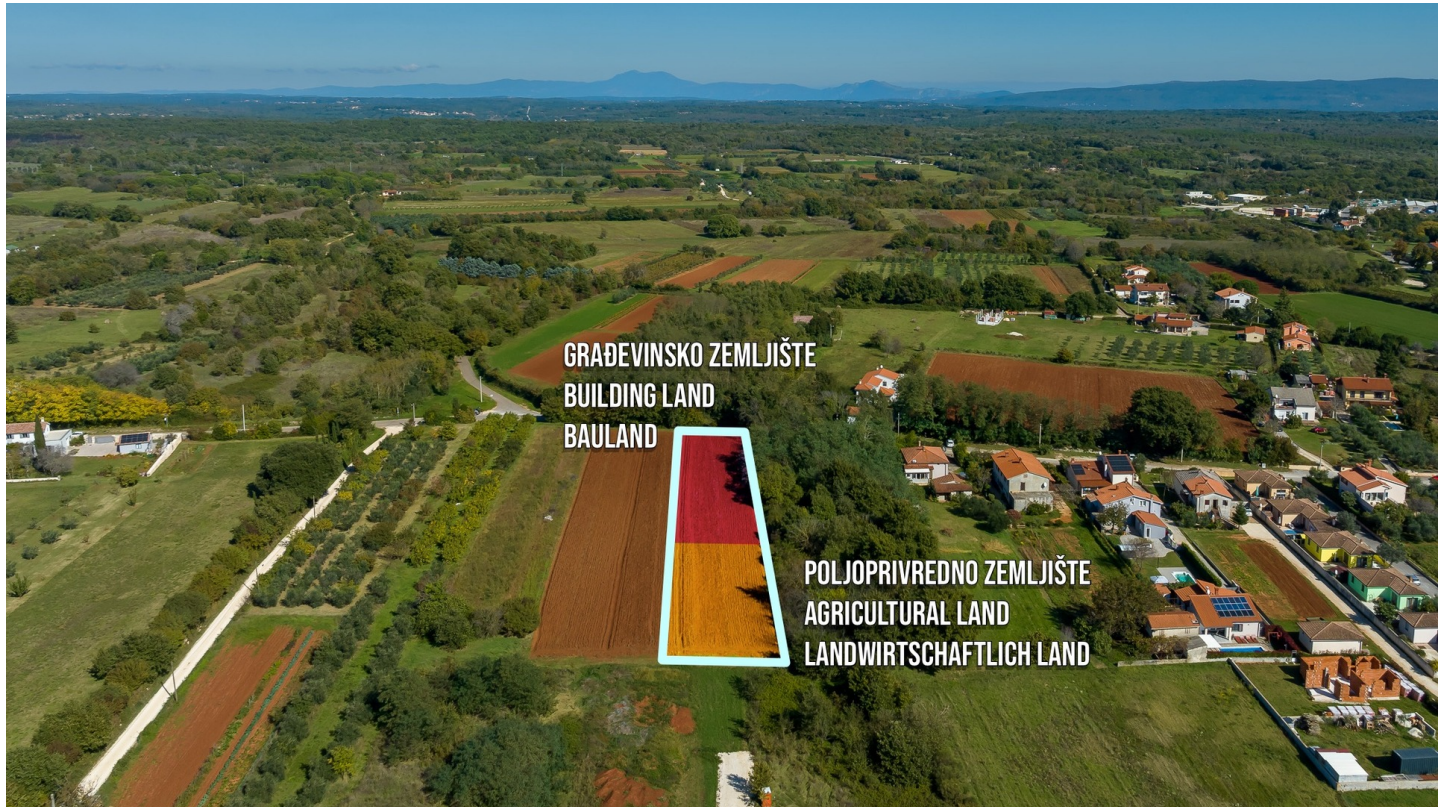 GRAĐEVINSKO ZEMLJIŠTE
BUILDING LAND
BAULAND
POLJOPRIVREDNO ZEMLJIŠTE
AGRICULTURAL LAND
LANDWIRTSCHAFTLICH LAND